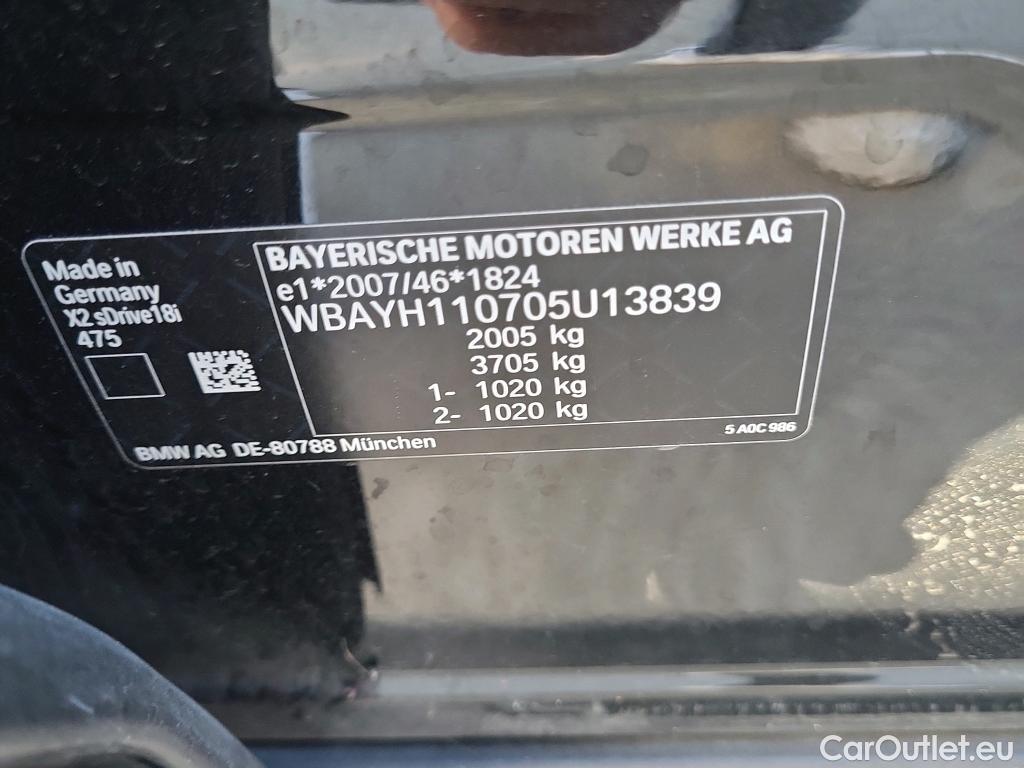 Made in
Germany
X2 sDrive18i
475
BAYERISCHE MOTOREN WERKE AG
e1*2007/46*1824
WBAYH110705U13839
2005 kg
3705 kg
1- 1020 kg
2- 1020 kg
5 A0C 986
BMW AG DE-80788 München
CarOutlet.eu